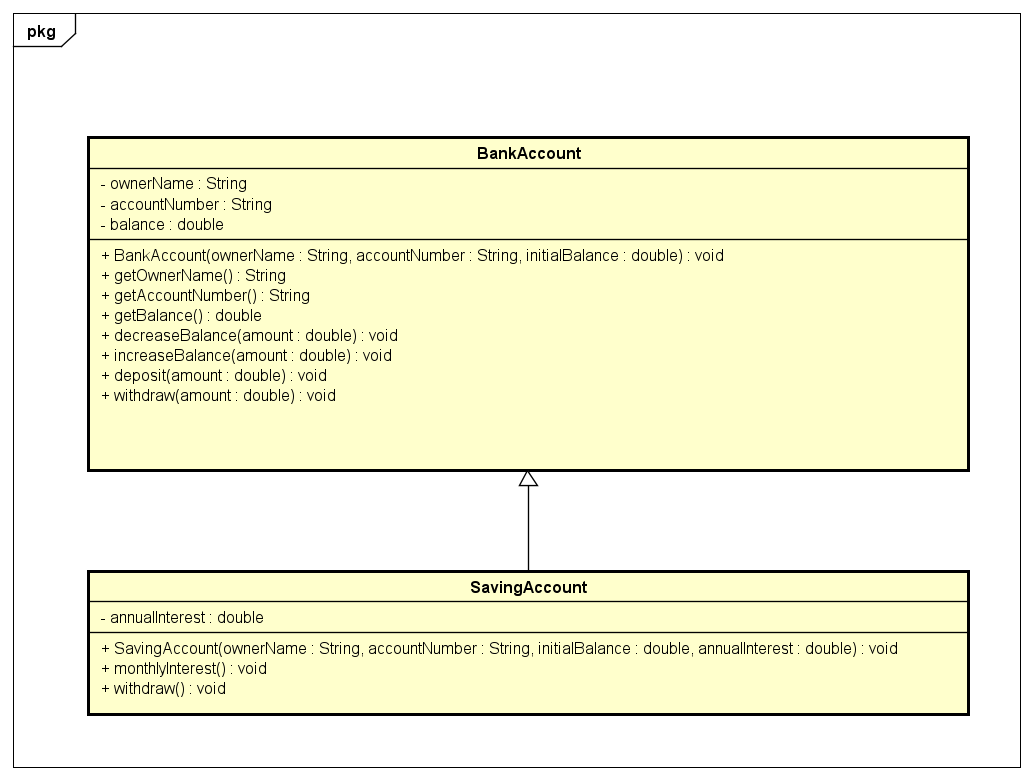 pkg
BankAccount
- ownerName : String
- accountNumber : String
- balance : double
+ BankAccount(ownerName : String, accountNumber : String, initialBalance : double) : void
+ getOwnerName() : String
+ getAccountNumber() : String
+ getBalance() : double
+ decreaseBalance(amount : double) : void
+ increaseBalance(amount : double) : void
+ deposit(amount : double) : void
+ withdraw(amount : double) : void
SavingAccount
- annualInterest : double
+ SavingAccount(ownerName : String, accountNumber : String, initialBalance : double, annualInterest : double) : void
+ monthlyInterest() : void
+ withdraw() : void